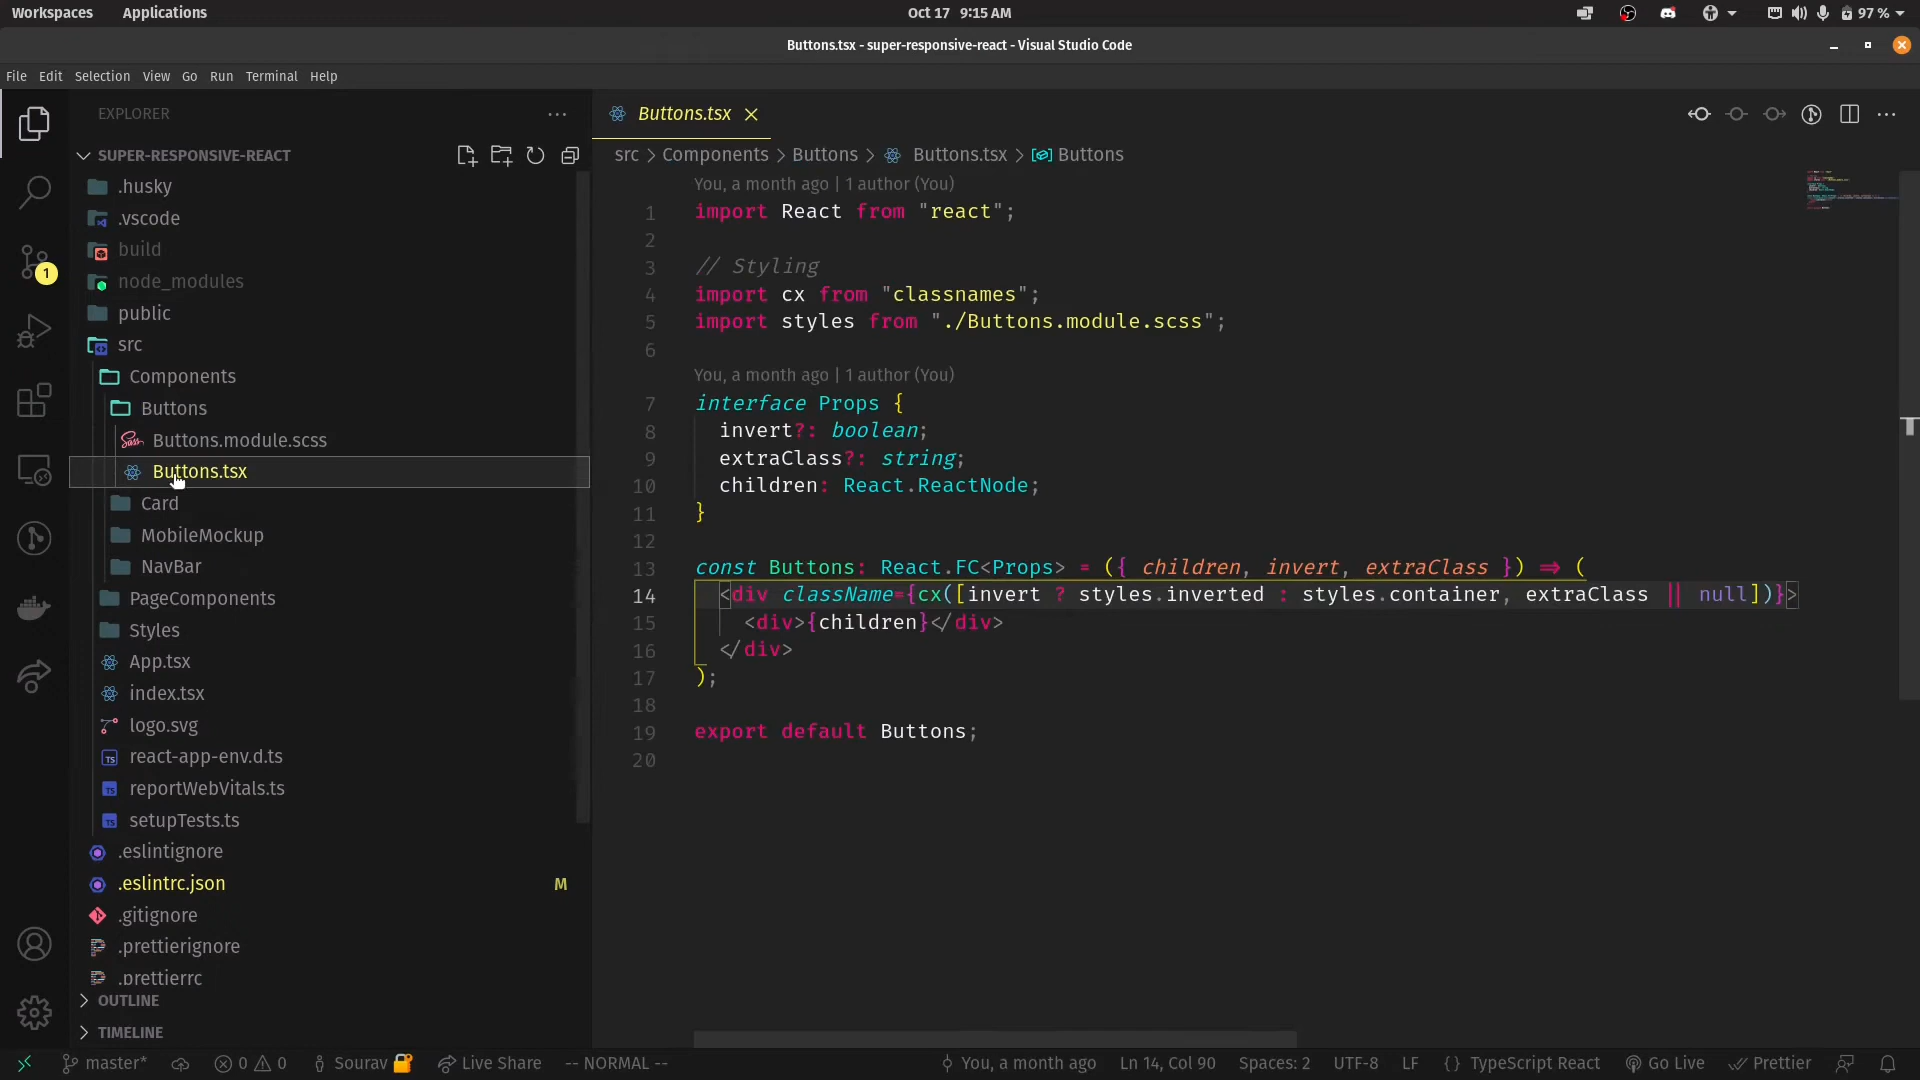 Workspaces Applications Oct 17 9:15 AM 97 %
Buttons.tsx - super-responsive-react - Visual Studio Code
File Edit Selection View Go Run Terminal Help
EXPLORER
SUPER-RESPONSIVE-REACT
.husky
.vscode
build
node_modules
public
src
Components
Buttons
Buttons.module.scss
Buttons.tsx
Card
MobileMockup
NavBar
PageComponents
Styles
App.tsx
index.tsx
logo.svg
TS react-app-env.d.ts
TS reportWebVitals.ts
TS setupTests.ts
.eslintignore
.eslintrc.json M
.gitignore
.prettierignore
.prettierrc
OUTLINE
TIMELINE
1
Buttons.tsx
src > Components > Buttons > Buttons.tsx > Buttons
You, a month ago | 1 author (You)
1 import React from "react";
2
3 // Styling
4 import cx from "classnames";
5 import styles from "./Buttons.module.scss";
6
You, a month ago | 1 author (You)
7 interface Props {
8 invert?: boolean;
9 extraClass?: string;
10 children: React.ReactNode;
11 }
12
13 const Buttons: React.FC<Props> = ({ children, invert, extraClass }) => (
14 <div className={cx([invert ? styles.inverted : styles.container, extraClass || null])}>
15 <div>{children}</div>
16 </div>
17 );
18
19 export default Buttons;
20
master* 0 0 Sourav Live Share -- NORMAL -- You, a month ago Ln 14, Col 90 Spaces: 2 UTF-8 LF {} TypeScript React Go Live Prettier